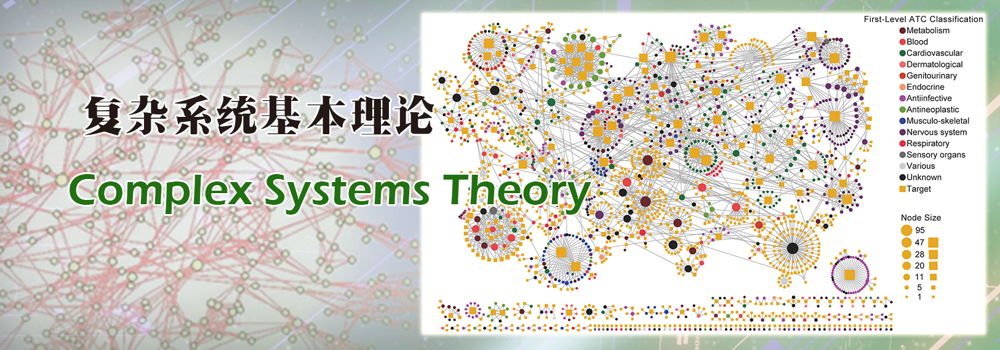 复杂系统基本理论
Complex Systems Theory
First-Level ATC Classification
Metabolism
Blood
Cardiovascular
Dermatological
Genitourinary
Endocrine
Antiinfective
Antineoplastic
Musculo-skeletal
Nervous system
Respiratory
Sensory organs
Various
Unknown
Target
Node Size
95
47
28
20
11
5
1